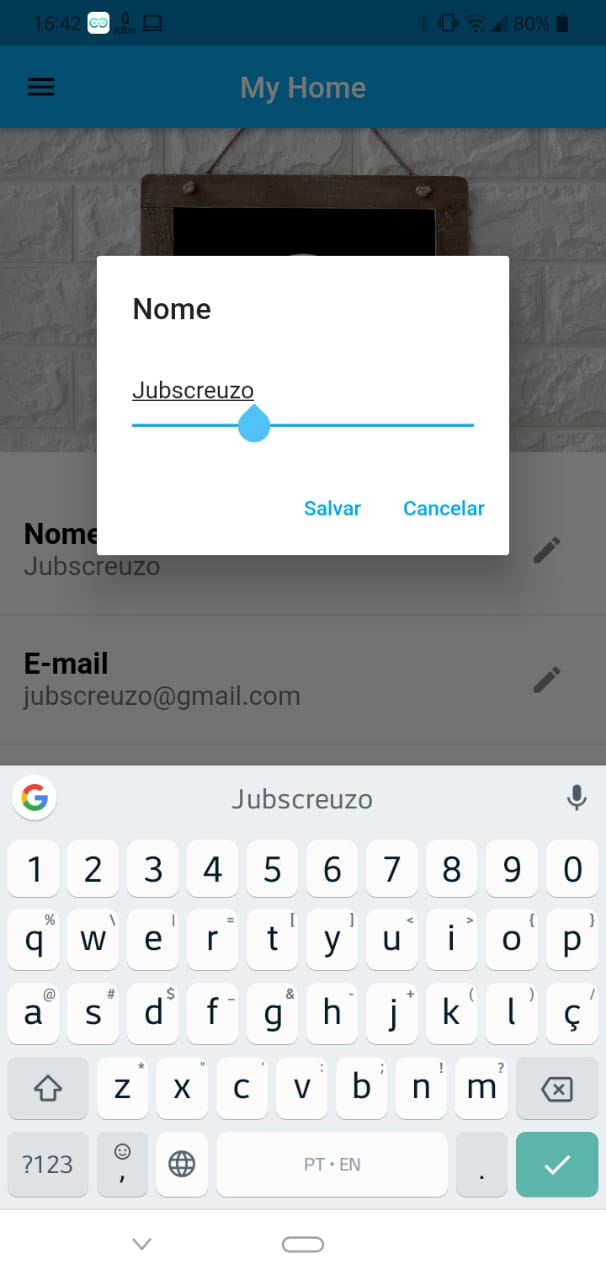 16:42 0 KB/s 80%
My Home
Nome
Jubscreuzo
Salvar Cancelar
Nome
Jubscreuzo
E-mail
jubscreuzo@gmail.com
G Jubscreuzo
1 2 3 4 5 6 7 8 9 0
% \ | = [ ] < > { }
q w e r t y u i o p
@ # $ _ & - + ( ) /
a s d f g h j k l ç
* " ' : ; ! ?
z x c v b n m
?123 , PT • EN .